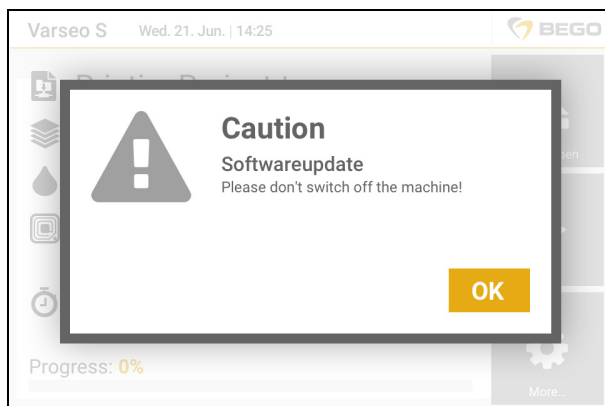 Varseo S Wed. 21. Jun. | 14:25
BEGO
Caution
Softwareupdate
Please don't switch off the machine!
OK
Progress: 0%
More...